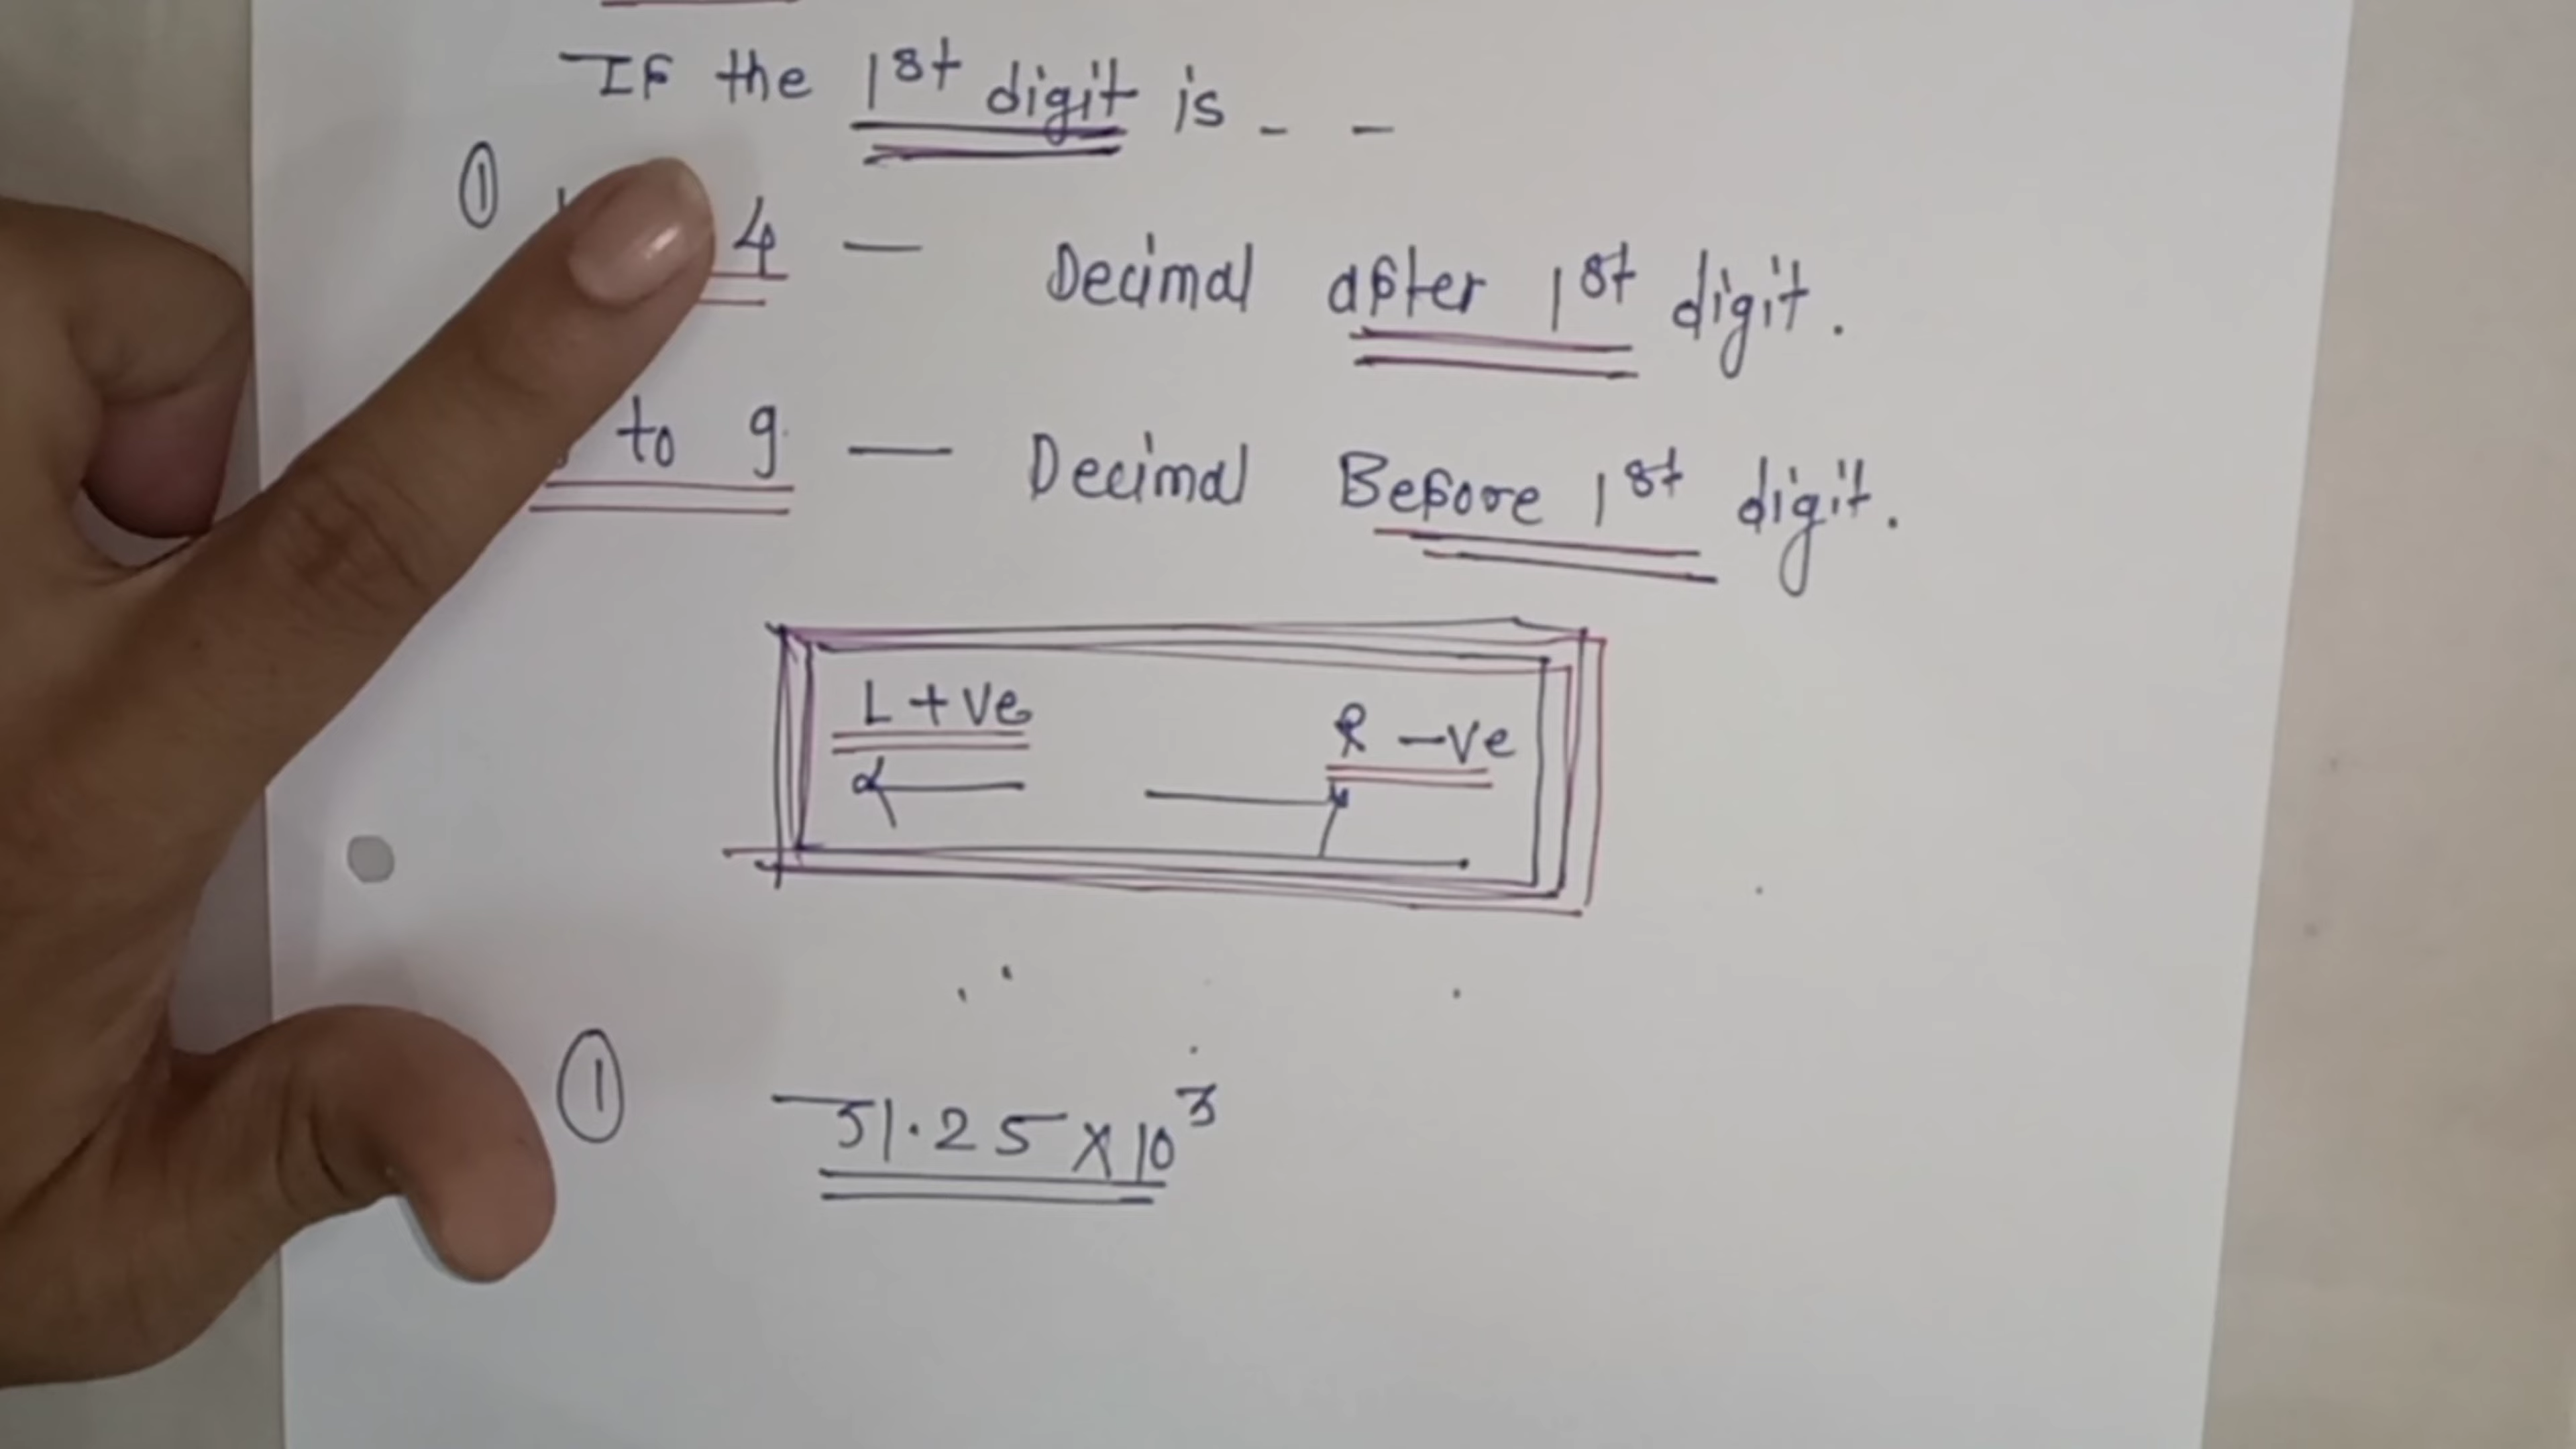 If the 1st digit is - -
① 4 — Decimal after 1st digit.
to 9 — Decimal Before 1st digit.
L +ve R -ve
① 51.25 x 10³